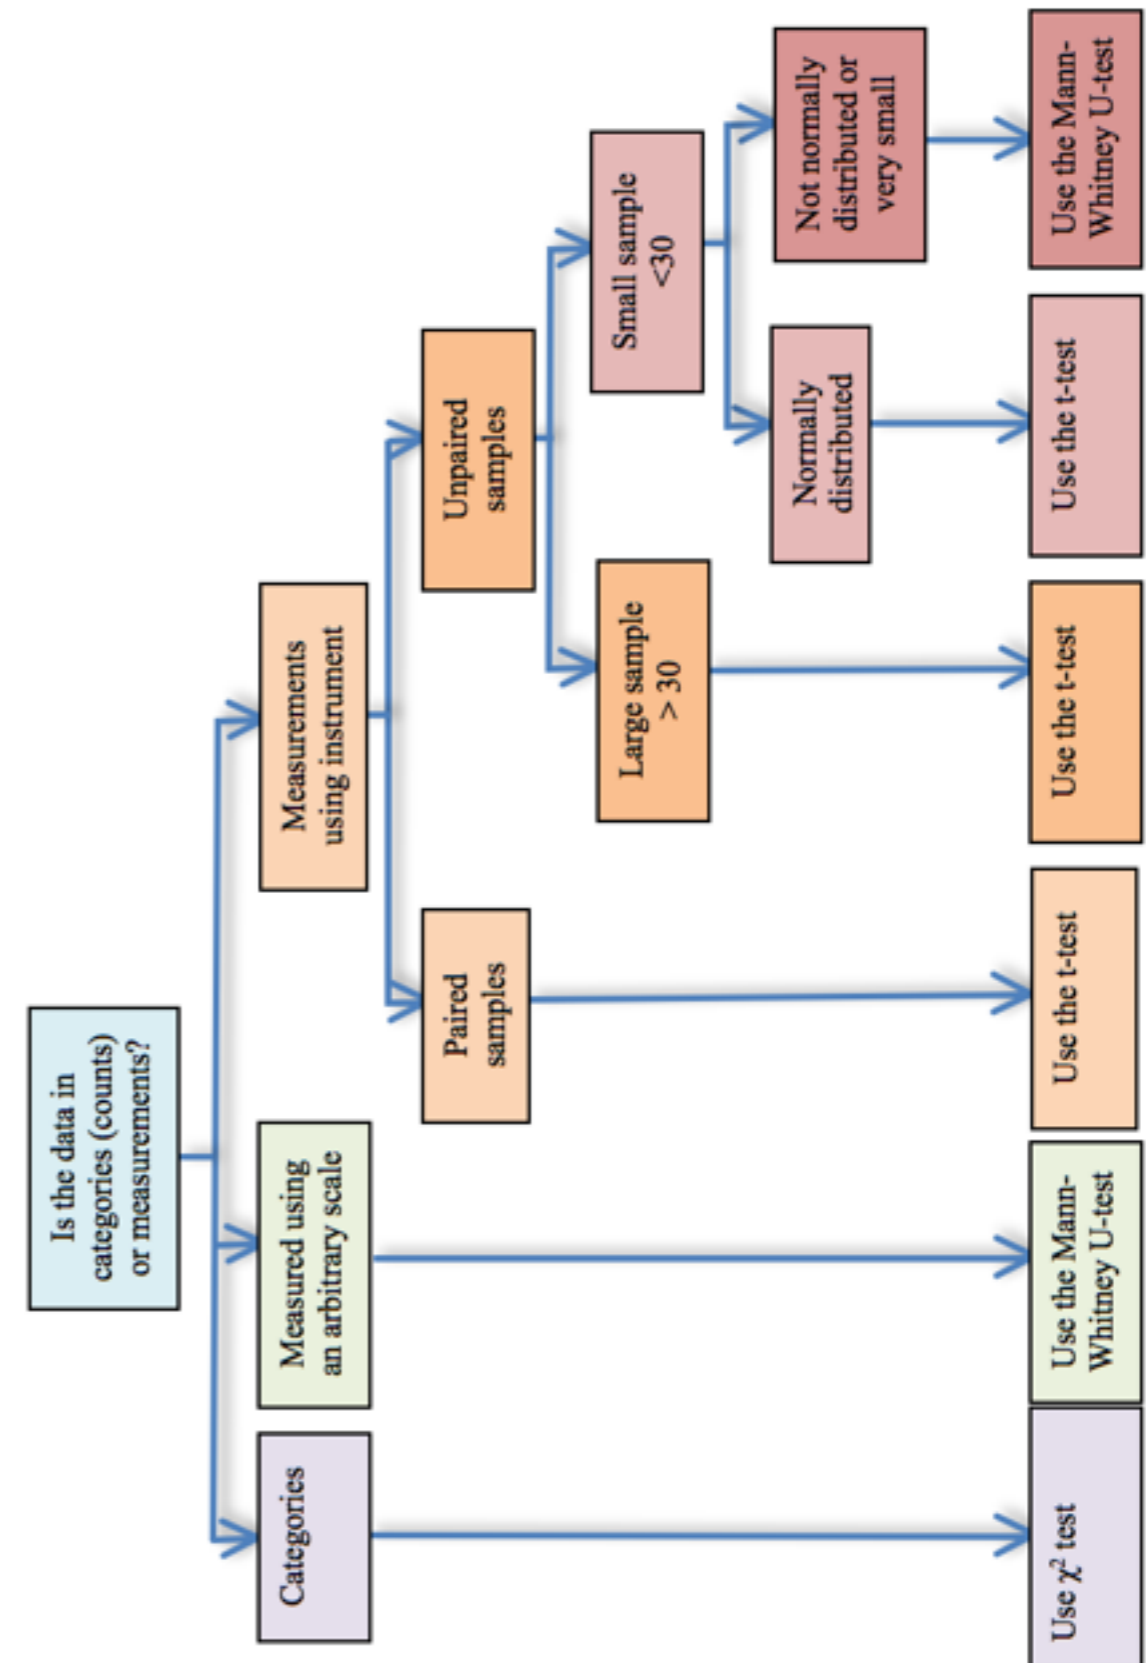 Is the data in
categories (counts)
or measurements?
Categories
Measured using
an arbitrary scale
Measurements
using instrument
Paired
samples
Unpaired
samples
Large sample
> 30
Small sample
<30
Normally
distributed
Not normally
distributed or
very small
Use χ² test
Use the Mann-
Whitney U-test
Use the t-test
Use the t-test
Use the t-test
Use the Mann-
Whitney U-test